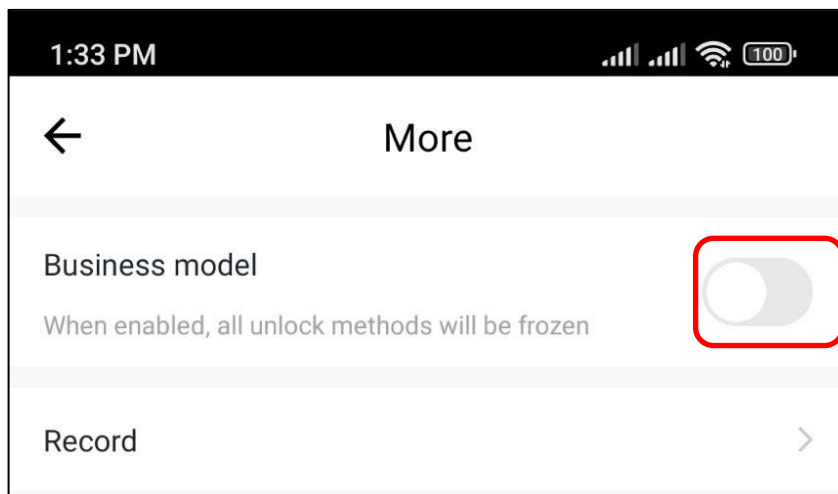 1:33 PM 100
More
Business model
When enabled, all unlock methods will be frozen
Record